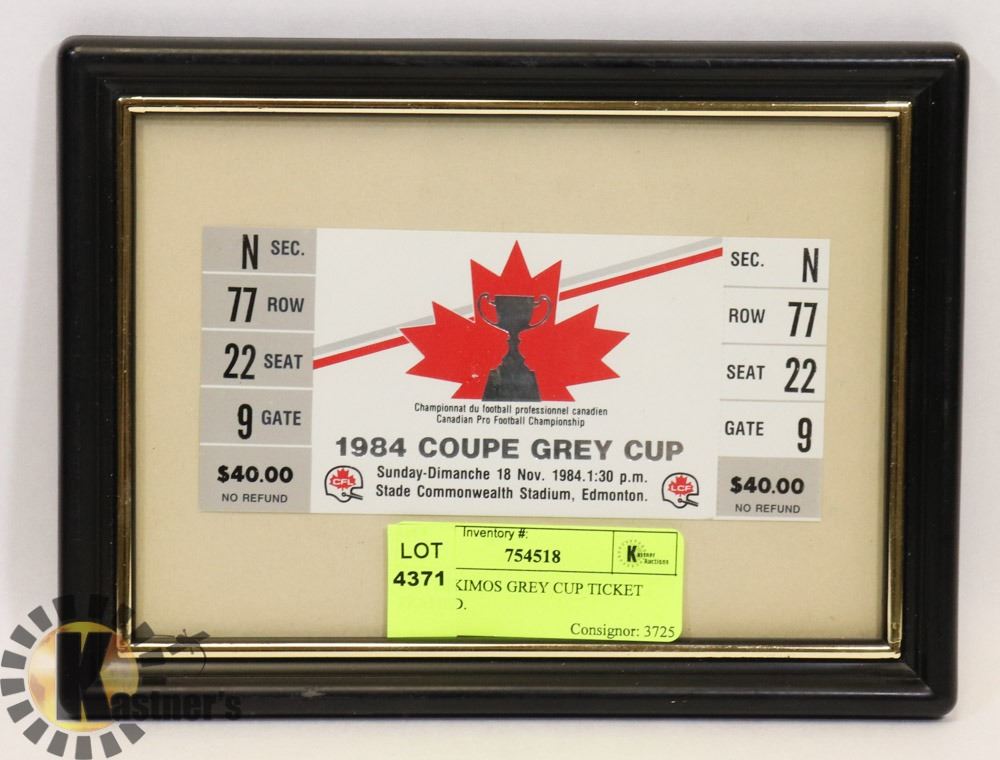 N SEC.
77 ROW
22 SEAT
9 GATE
$40.00
NO REFUND
Championnat du football professionnel canadien
Canadian Pro Football Championship
1984 COUPE GREY CUP
Sunday-Dimanche 18 Nov. 1984.1:30 p.m.
Stade Commonwealth Stadium, Edmonton.
CFL
LCF
SEC. N
ROW 77
SEAT 22
GATE 9
$40.00
NO REFUND
LOT
4371
Inventory #:
754518
Kastner
Auctions
KIMOS GREY CUP TICKET
D.
Consignor: 3725
Kastner's